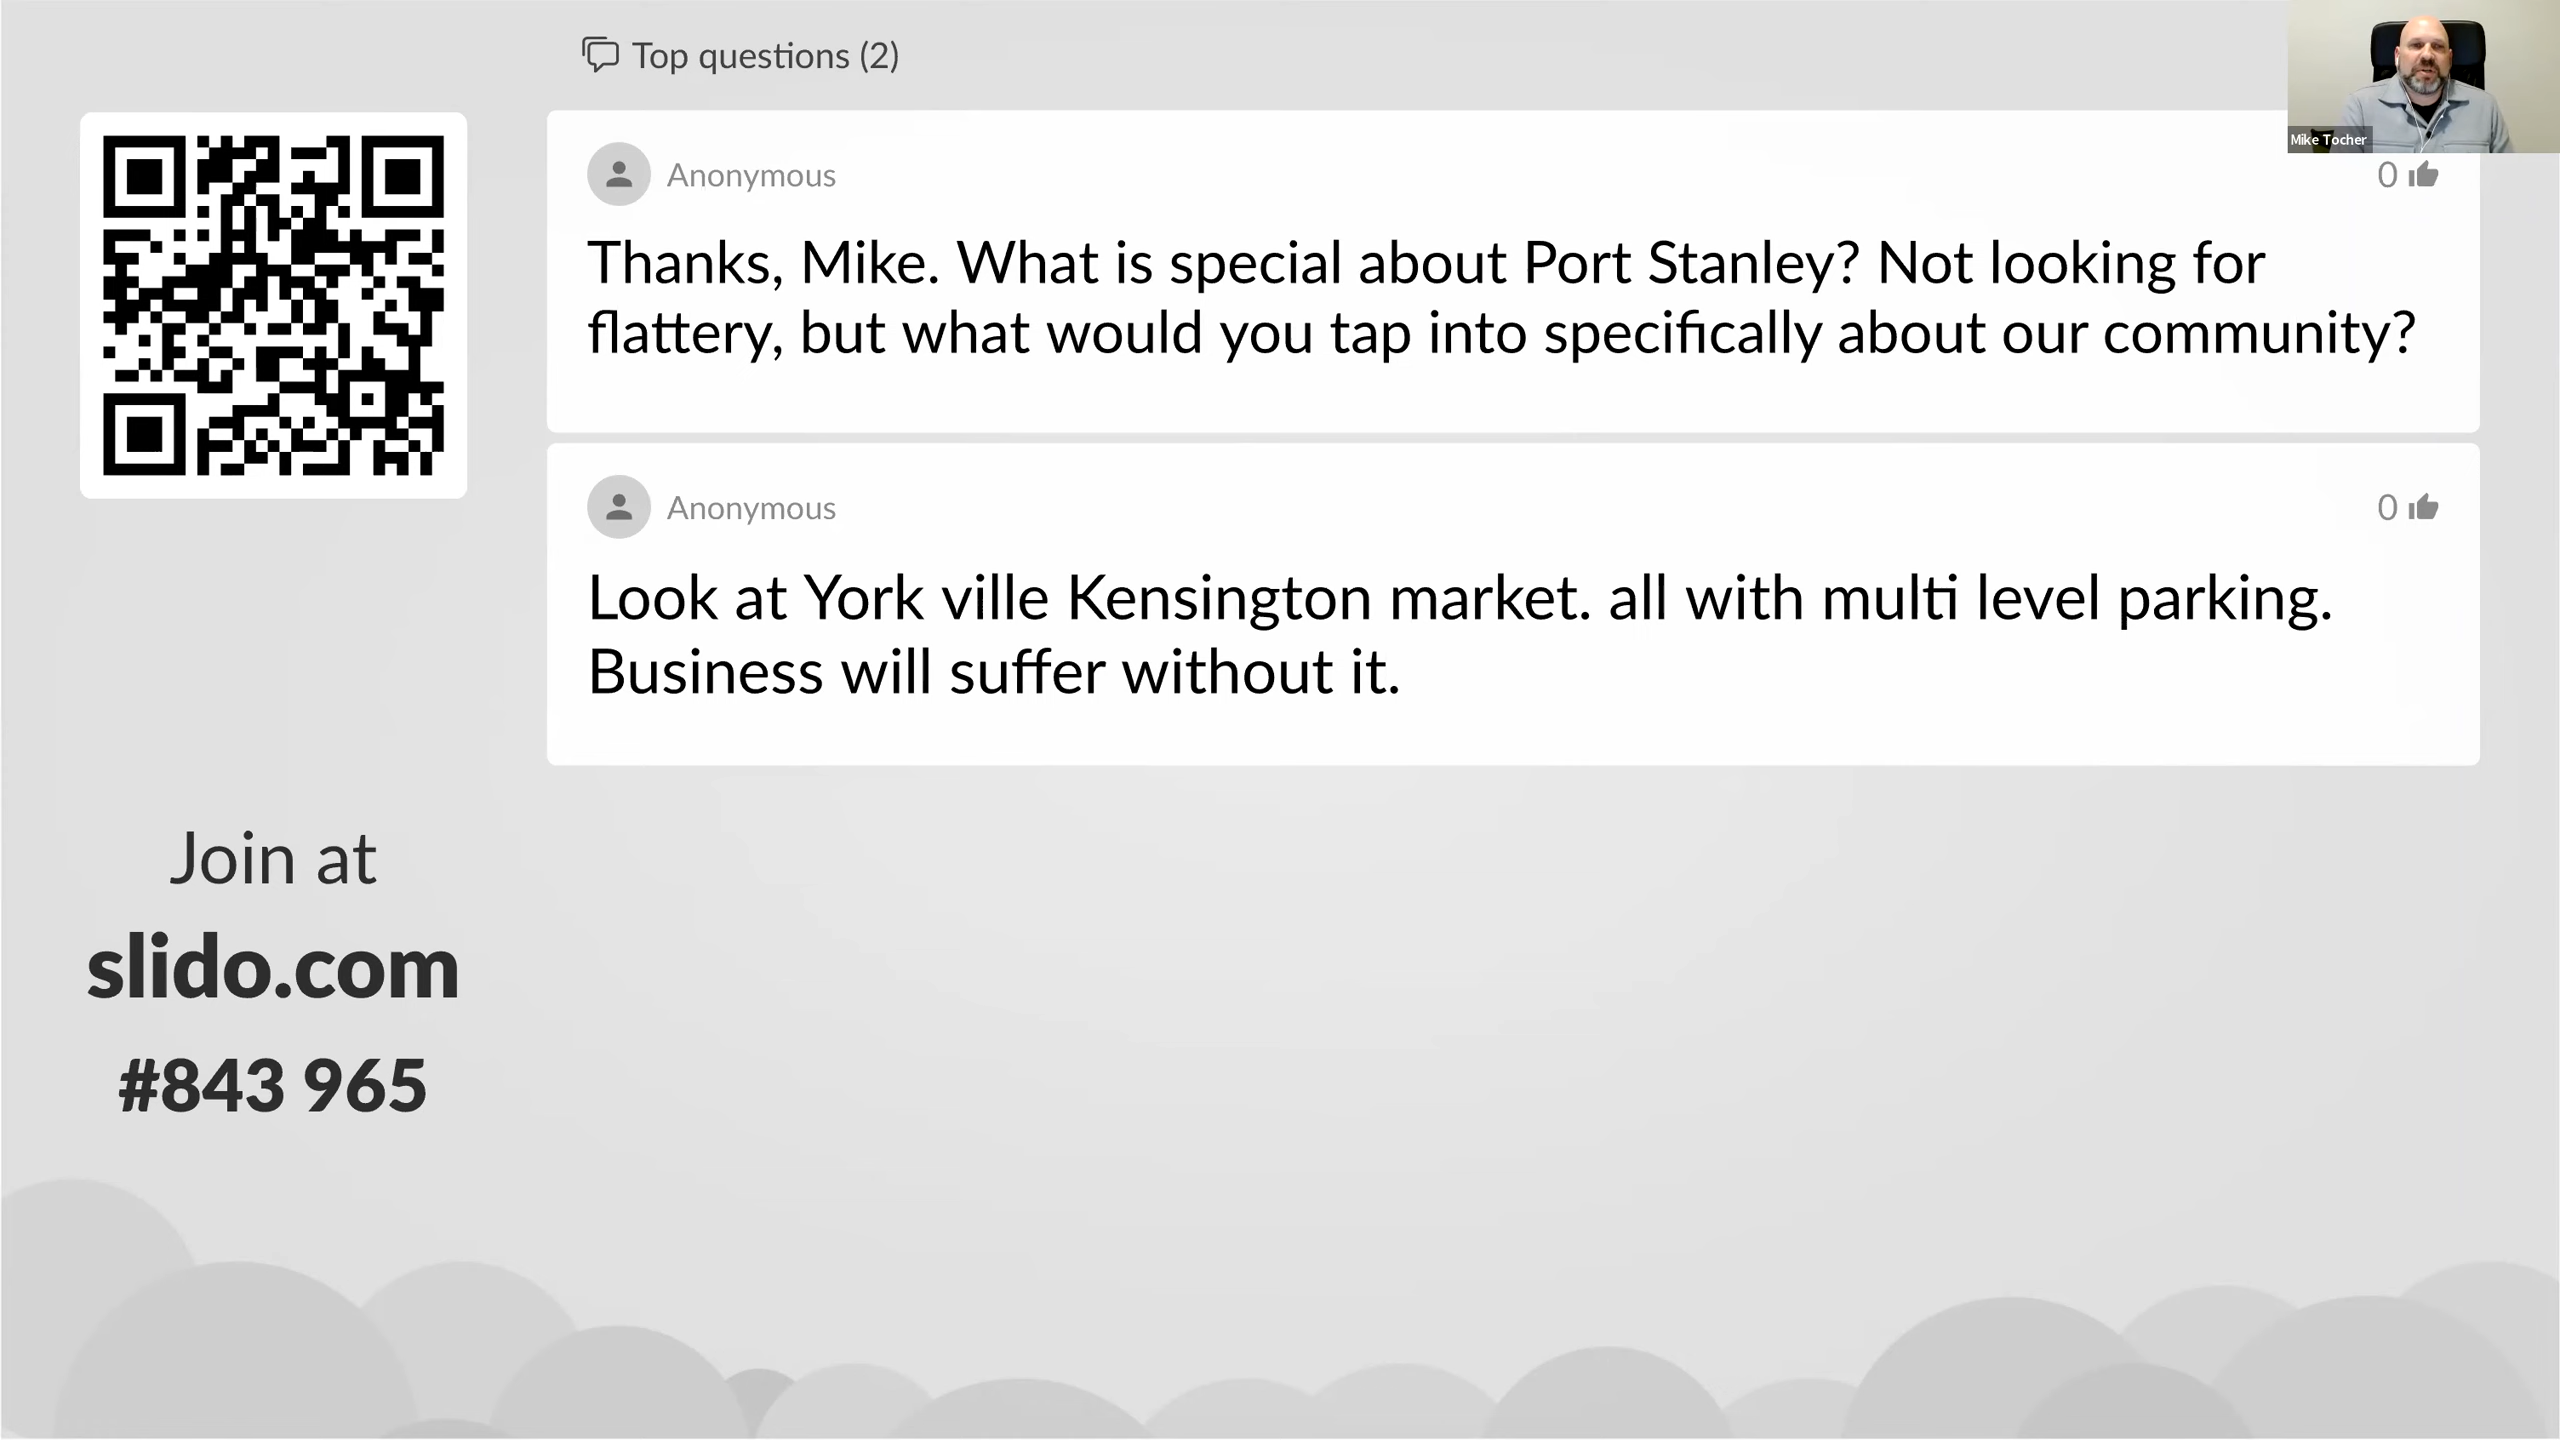 Top questions (2)
Mike Tocher
Anonymous
0
Thanks, Mike. What is special about Port Stanley? Not looking for
flattery, but what would you tap into specifically about our community?
Anonymous
0
Look at York ville Kensington market. all with multi level parking.
Business will suffer without it.
Join at
slido.com
#843 965